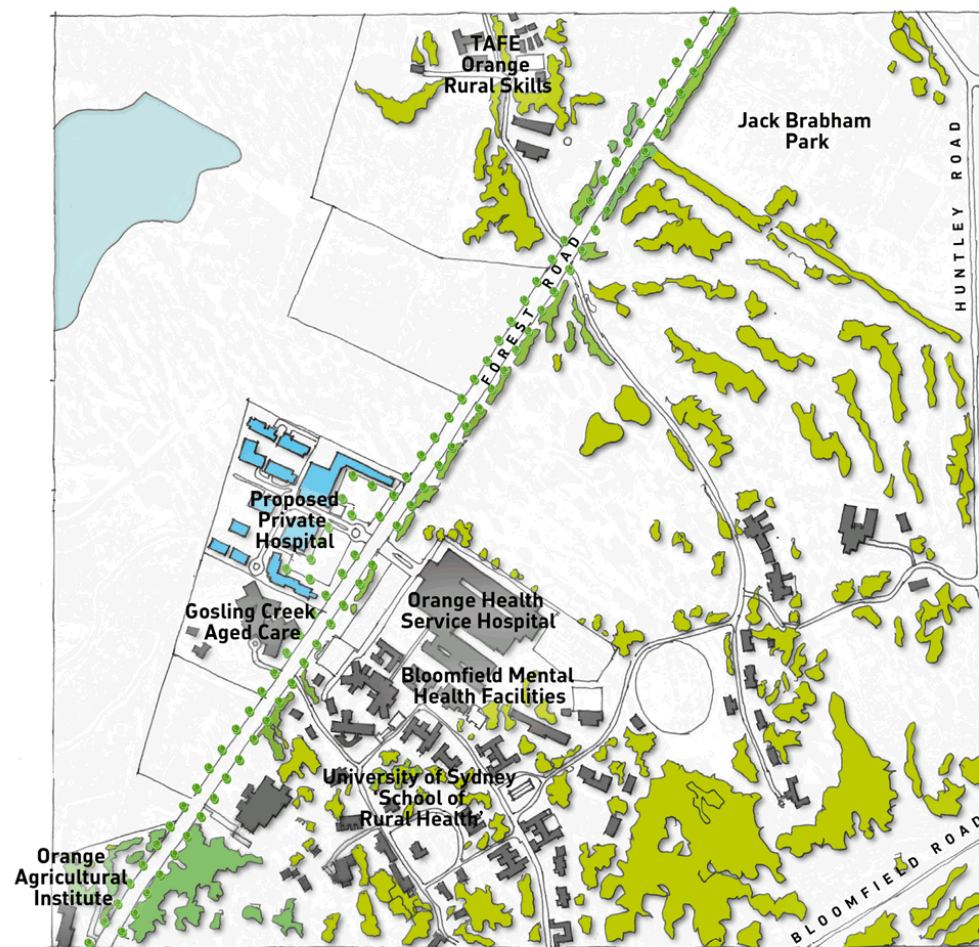 TAFE
Orange
Rural Skills
Jack Brabham
Park
HUNTLEY ROAD
FOREST ROAD
Proposed
Private
Hospital
Gosling Creek
Aged Care
Orange Health
Service Hospital
Bloomfield Mental
Health Facilities
University of Sydney
'School of
Rural Health'
Orange
Agricultural
Institute
BLOOMFIELD ROAD